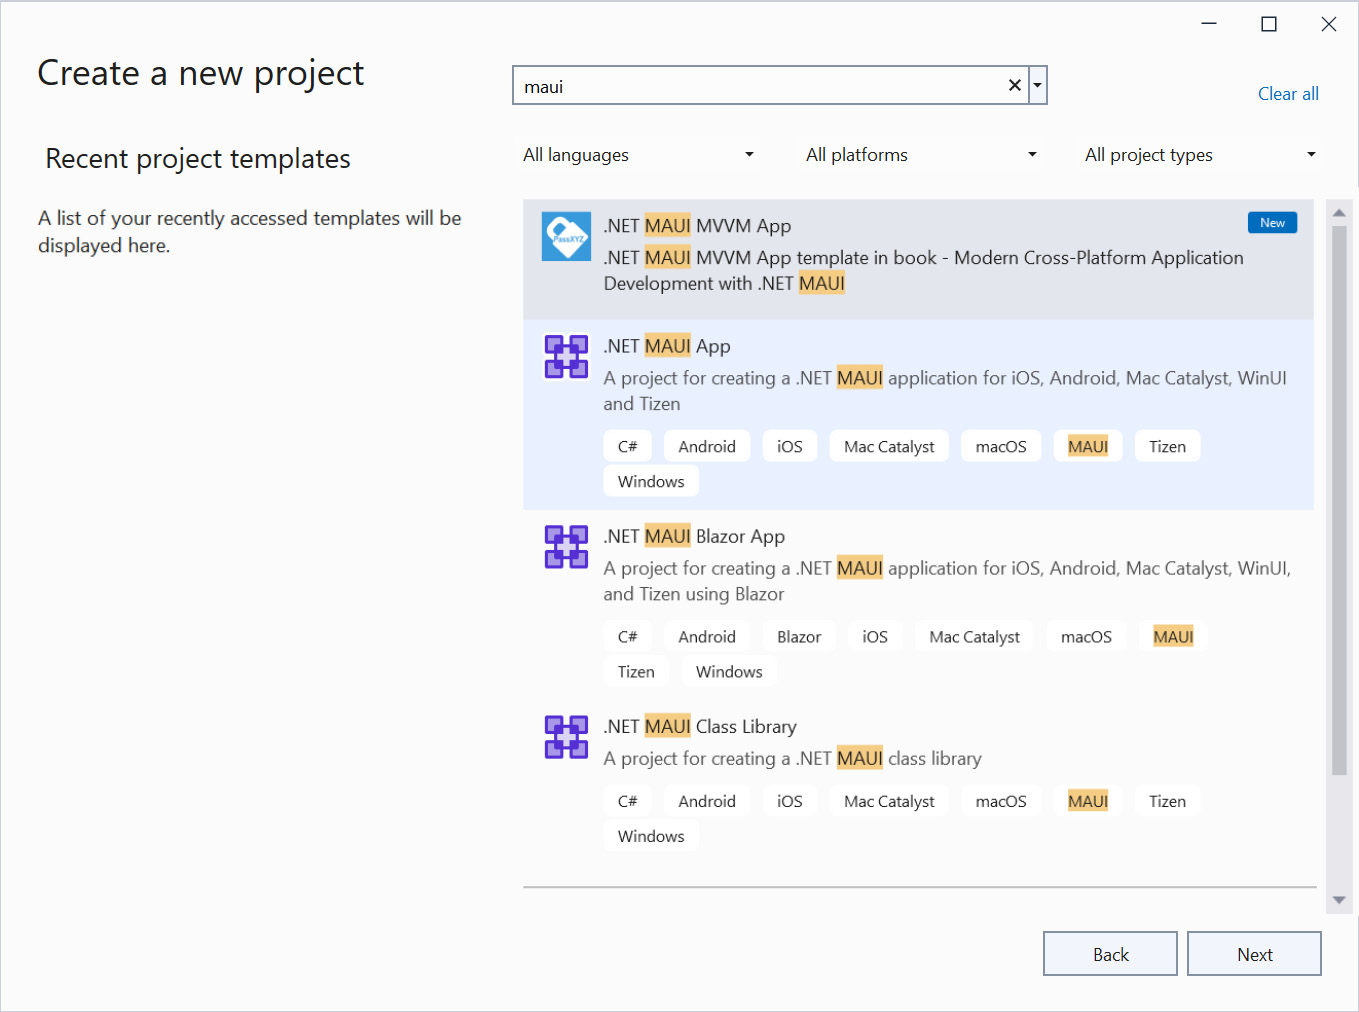 Create a new project
maui
Clear all
Recent project templates
All languages
All platforms
All project types
A list of your recently accessed templates will be
displayed here.
PassXYZ
.NET MAUI MVVM App
New
.NET MAUI MVVM App template in book - Modern Cross-Platform Application
Development with .NET MAUI
.NET MAUI App
A project for creating a .NET MAUI application for iOS, Android, Mac Catalyst, WinUI
and Tizen
C# Android iOS Mac Catalyst macOS MAUI Tizen
Windows
.NET MAUI Blazor App
A project for creating a .NET MAUI application for iOS, Android, Mac Catalyst, WinUI,
and Tizen using Blazor
C# Android Blazor iOS Mac Catalyst macOS MAUI
Tizen Windows
.NET MAUI Class Library
A project for creating a .NET MAUI class library
C# Android iOS Mac Catalyst macOS MAUI Tizen
Windows
Back
Next